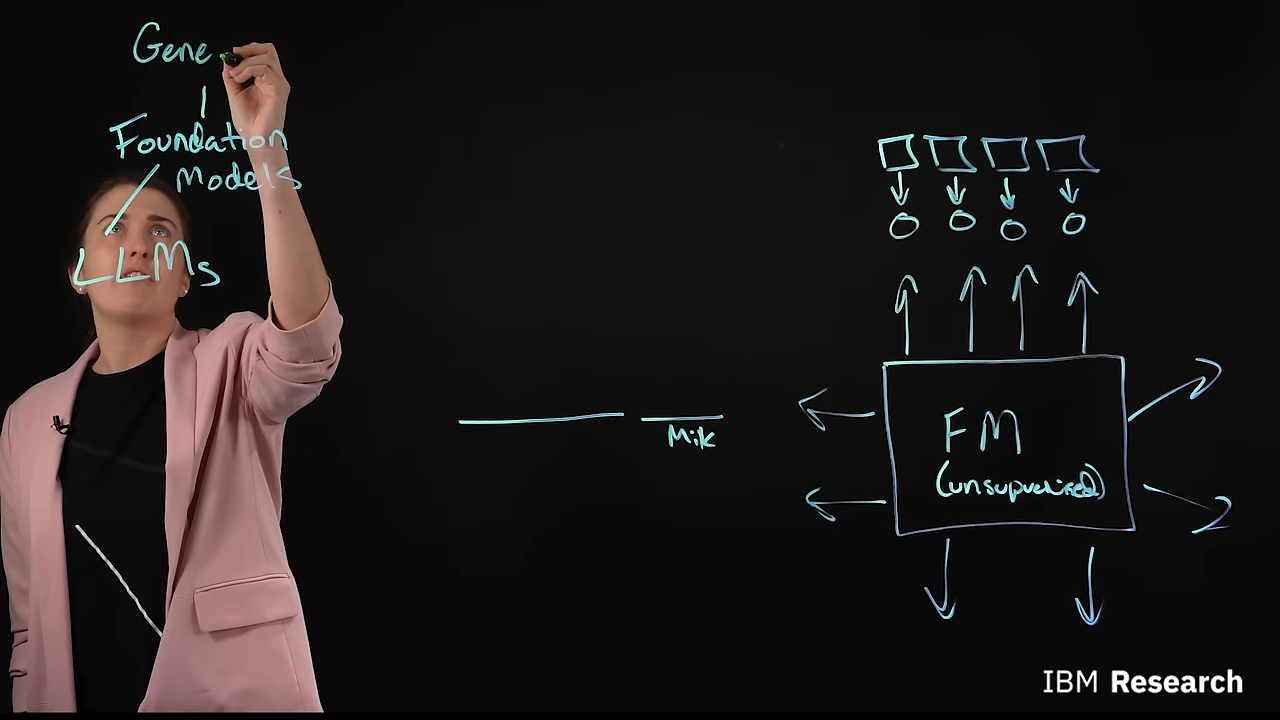 Gene
Foundation
Models
LLMs
Mik
FM
(unsupervised)
IBM Research